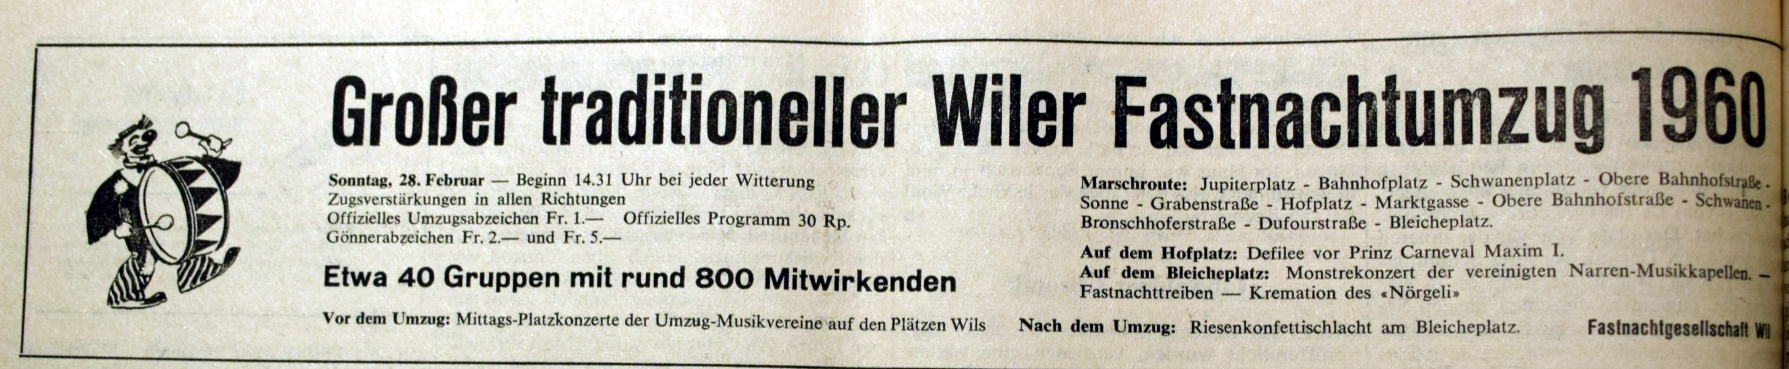 Großer traditioneller Wiler Fastnachtumzug 1960
Sonntag, 28. Februar — Beginn 14.31 Uhr bei jeder Witterung
Zugsverstärkungen in allen Richtungen
Offizielles Umzugsabzeichen Fr. 1.— Offizielles Programm 30 Rp.
Gönnerabzeichen Fr. 2.— und Fr. 5.—
Etwa 40 Gruppen mit rund 800 Mitwirkenden
Vor dem Umzug: Mittags-Platzkonzerte der Umzug-Musikvereine auf den Plätzen Wils
Marschroute: Jupiterplatz - Bahnhofplatz - Schwanenplatz - Obere Bahnhofstraße -
Sonne - Grabenstraße - Hofplatz - Marktgasse - Obere Bahnhofstraße - Schwanen -
Bronschhoferstraße - Dufourstraße - Bleicheplatz.
Auf dem Hofplatz: Defilee vor Prinz Carneval Maxim I.
Auf dem Bleicheplatz: Monstrekonzert der vereinigten Narren-Musikkapellen. —
Fastnachttreiben — Kremation des «Nörgeli»
Nach dem Umzug: Riesenkonfettischlacht am Bleicheplatz.
Fastnachtgesellschaft Wil